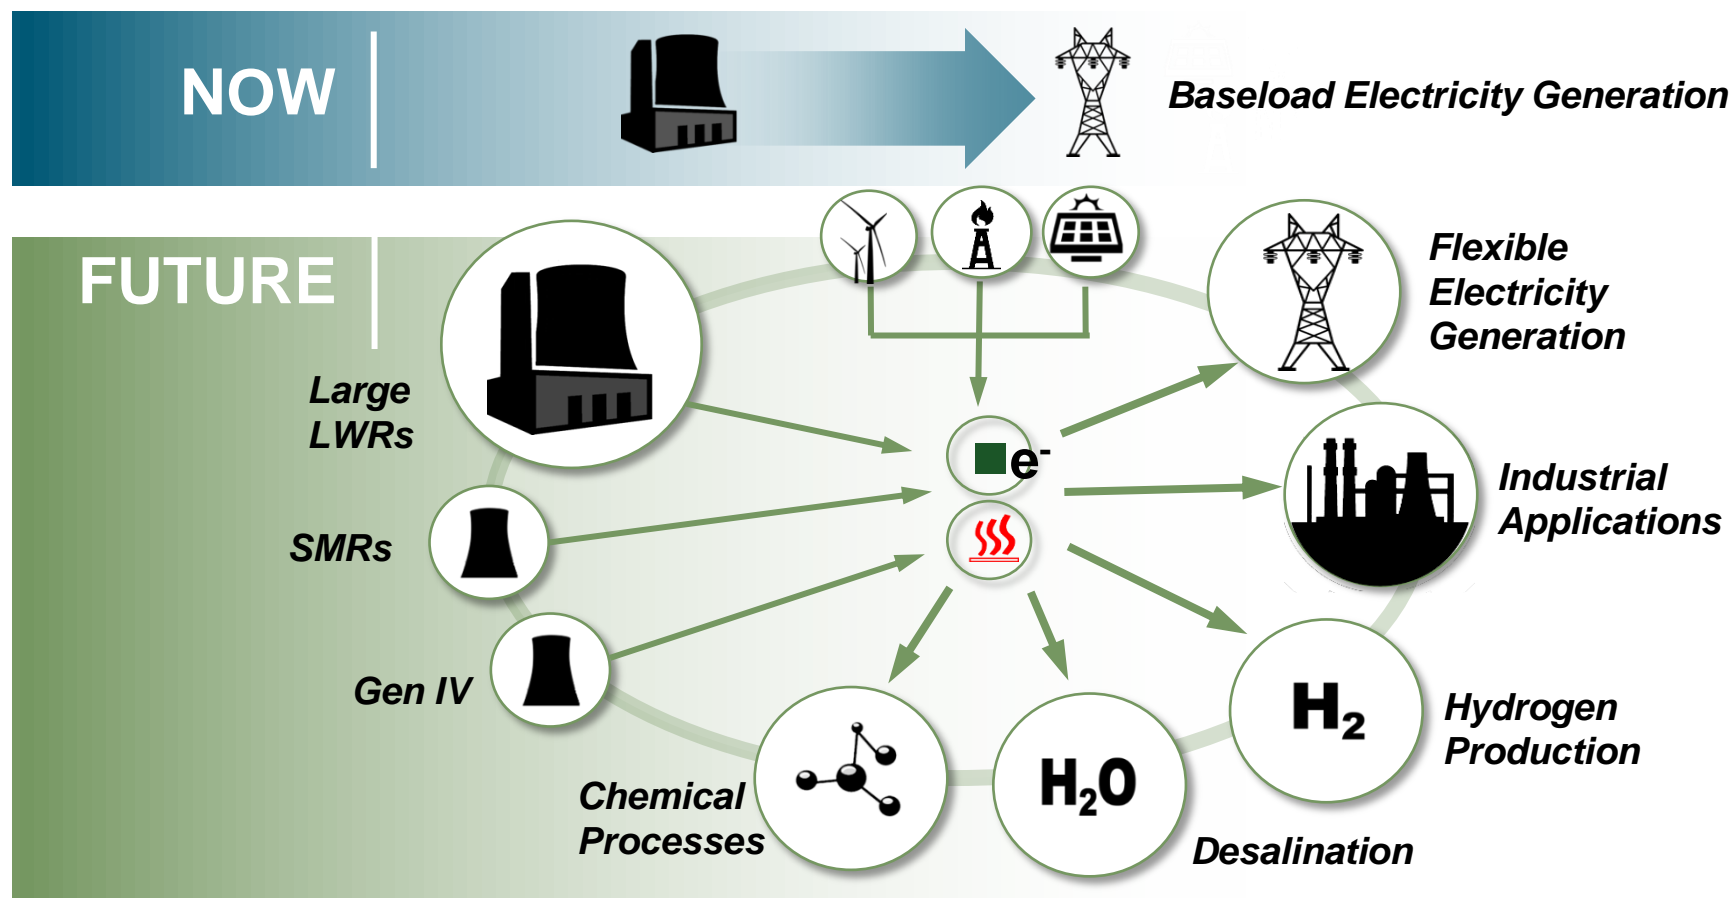 NOW
Baseload Electricity Generation
FUTURE
Flexible
Electricity
Generation
Large
LWRs
e-
Industrial
Applications
SMRs
Gen IV
H2
Hydrogen
Production
Chemical
Processes
H2O
Desalination